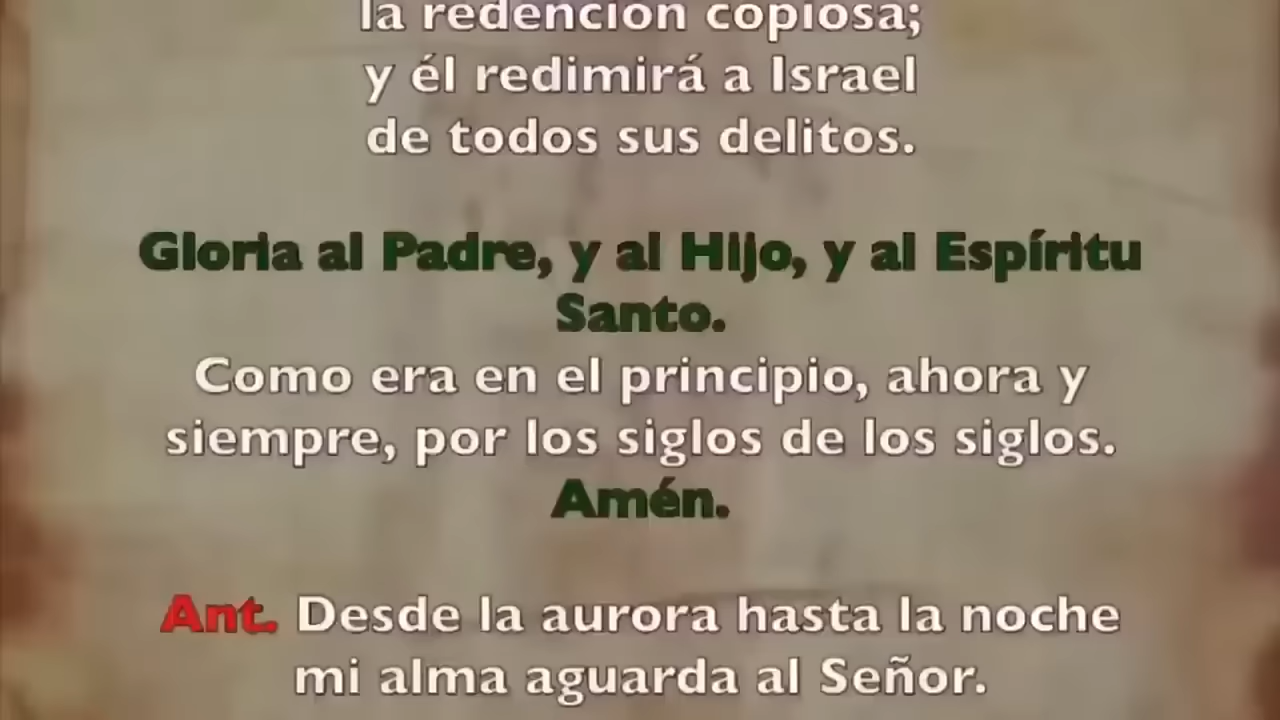 la redención copiosa;
y él redimirá a Israel
de todos sus delitos.
Gloria al Padre, y al Hijo, y al Espíritu
Santo.
Como era en el principio, ahora y
siempre, por los siglos de los siglos.
Amén.
Ant. Desde la aurora hasta la noche
mi alma aguarda al Señor.